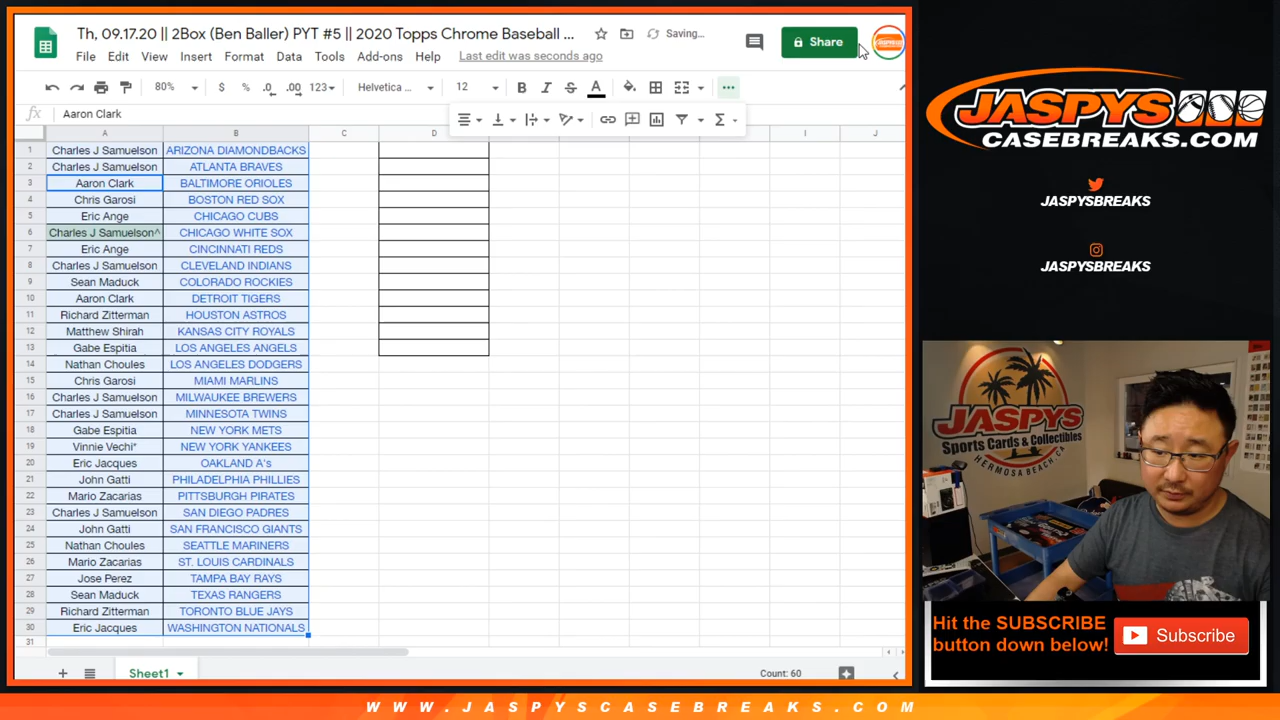 Th, 09.17.20 || 2Box (Ben Baller) PYT #5 || 2020 Topps Chrome Baseball ...
Saving...
Share
File Edit View Insert Format Data Tools Add-ons Help Last edit was seconds ago
80% $ % .0 .00 123 Helvetica ... 12 B I S A
fx Aaron Clark
A B C D E F G H I J
1 Charles J Samuelson ARIZONA DIAMONDBACKS
2 Charles J Samuelson ATLANTA BRAVES
3 Aaron Clark BALTIMORE ORIOLES
4 Chris Garosi BOSTON RED SOX
5 Eric Ange CHICAGO CUBS
6 Charles J Samuelson^ CHICAGO WHITE SOX
7 Eric Ange CINCINNATI REDS
8 Charles J Samuelson CLEVELAND INDIANS
9 Sean Maduck COLORADO ROCKIES
10 Aaron Clark DETROIT TIGERS
11 Richard Zitterman HOUSTON ASTROS
12 Matthew Shirah KANSAS CITY ROYALS
13 Gabe Espitia LOS ANGELES ANGELS
14 Nathan Choules LOS ANGELES DODGERS
15 Chris Garosi MIAMI MARLINS
16 Charles J Samuelson MILWAUKEE BREWERS
17 Charles J Samuelson MINNESOTA TWINS
18 Gabe Espitia NEW YORK METS
19 Vinnie Vechi* NEW YORK YANKEES
20 Eric Jacques OAKLAND A's
21 John Gatti PHILADELPHIA PHILLIES
22 Mario Zacarias PITTSBURGH PIRATES
23 Charles J Samuelson SAN DIEGO PADRES
24 John Gatti SAN FRANCISCO GIANTS
25 Nathan Choules SEATTLE MARINERS
26 Mario Zacarias ST. LOUIS CARDINALS
27 Jose Perez TAMPA BAY RAYS
28 Sean Maduck TEXAS RANGERS
29 Richard Zitterman TORONTO BLUE JAYS
30 Eric Jacques WASHINGTON NATIONALS
31
Sheet1
Count: 60
JASPYS
CASEBREAKS.COM
JASPYSBREAKS
JASPYSBREAKS
JASPYS
Sports Cards & Collectibles
HERMOSA BEACH, CA
Hit the SUBSCRIBE
button down below!
Subscribe
WWW.JASPYSCASEBREAKS.COM